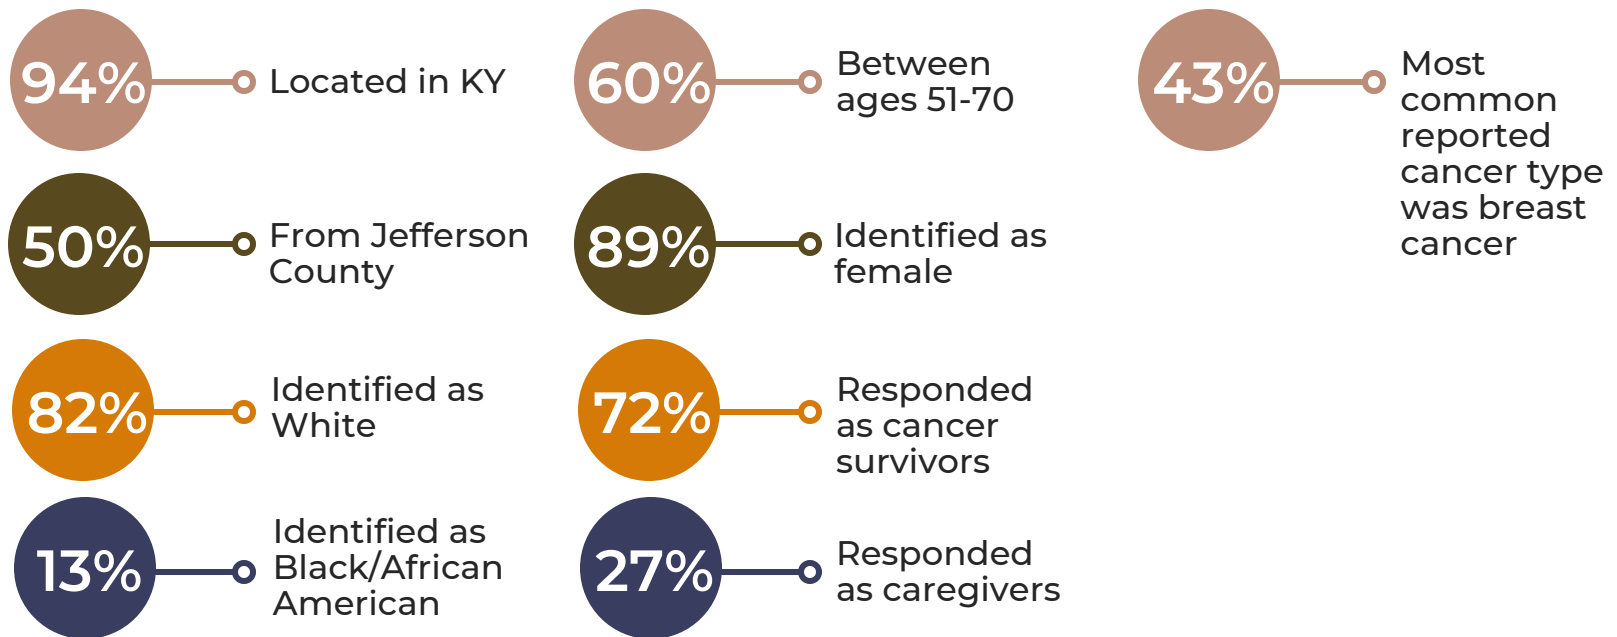 94%
Located in KY
50%
From Jefferson
County
82%
Identified as
White
13%
Identified as
Black/African
American
60%
Between
ages 51-70
89%
Identified as
female
72%
Responded
as cancer
survivors
27%
Responded
as caregivers
43%
Most
common
reported
cancer type
was breast
cancer